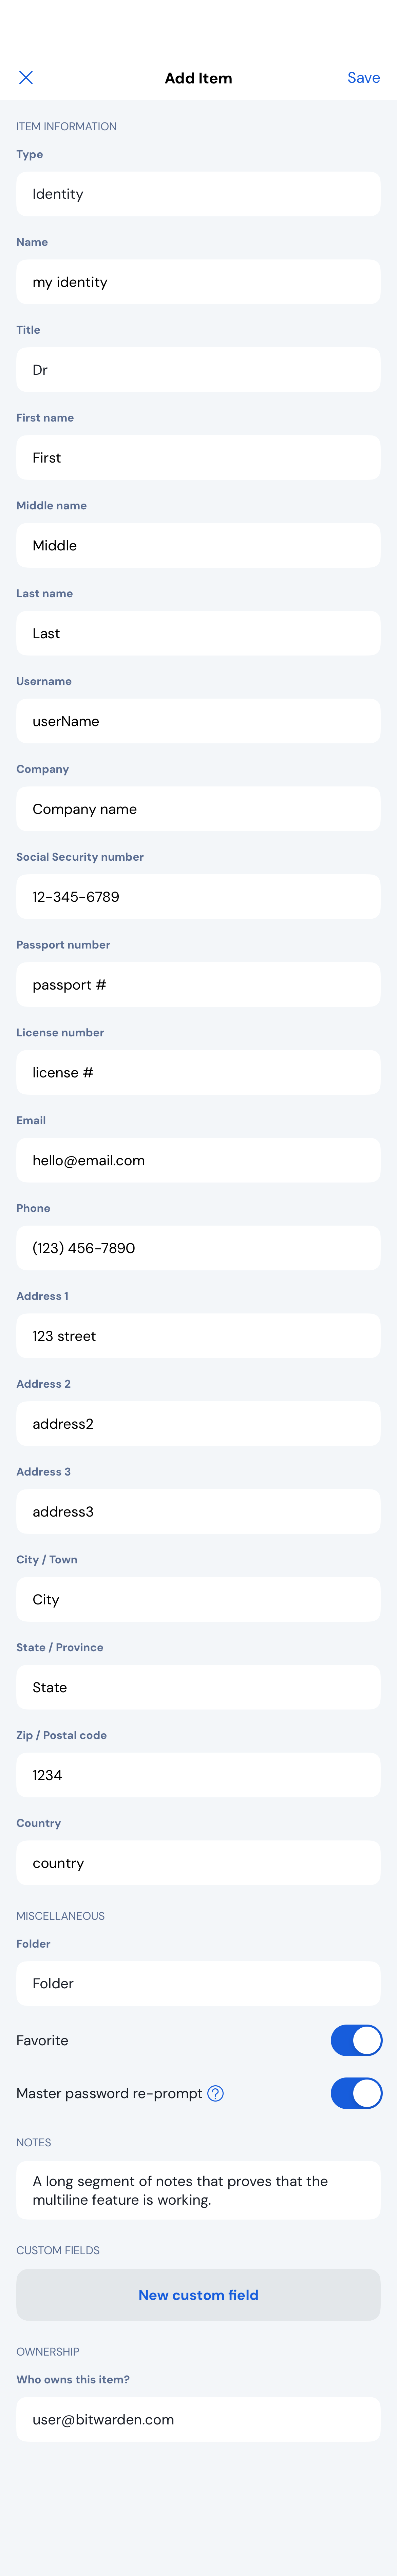 Add Item
Save
ITEM INFORMATION
Type
Identity
Name
my identity
Title
Dr
First name
First
Middle name
Middle
Last name
Last
Username
userName
Company
Company name
Social Security number
12-345-6789
Passport number
passport #
License number
license #
Email
hello@email.com
Phone
(123) 456-7890
Address 1
123 street
Address 2
address2
Address 3
address3
City / Town
City
State / Province
State
Zip / Postal code
1234
Country
country
MISCELLANEOUS
Folder
Folder
Favorite
Master password re-prompt ?
NOTES
A long segment of notes that proves that the
multiline feature is working.
CUSTOM FIELDS
New custom field
OWNERSHIP
Who owns this item?
user@bitwarden.com